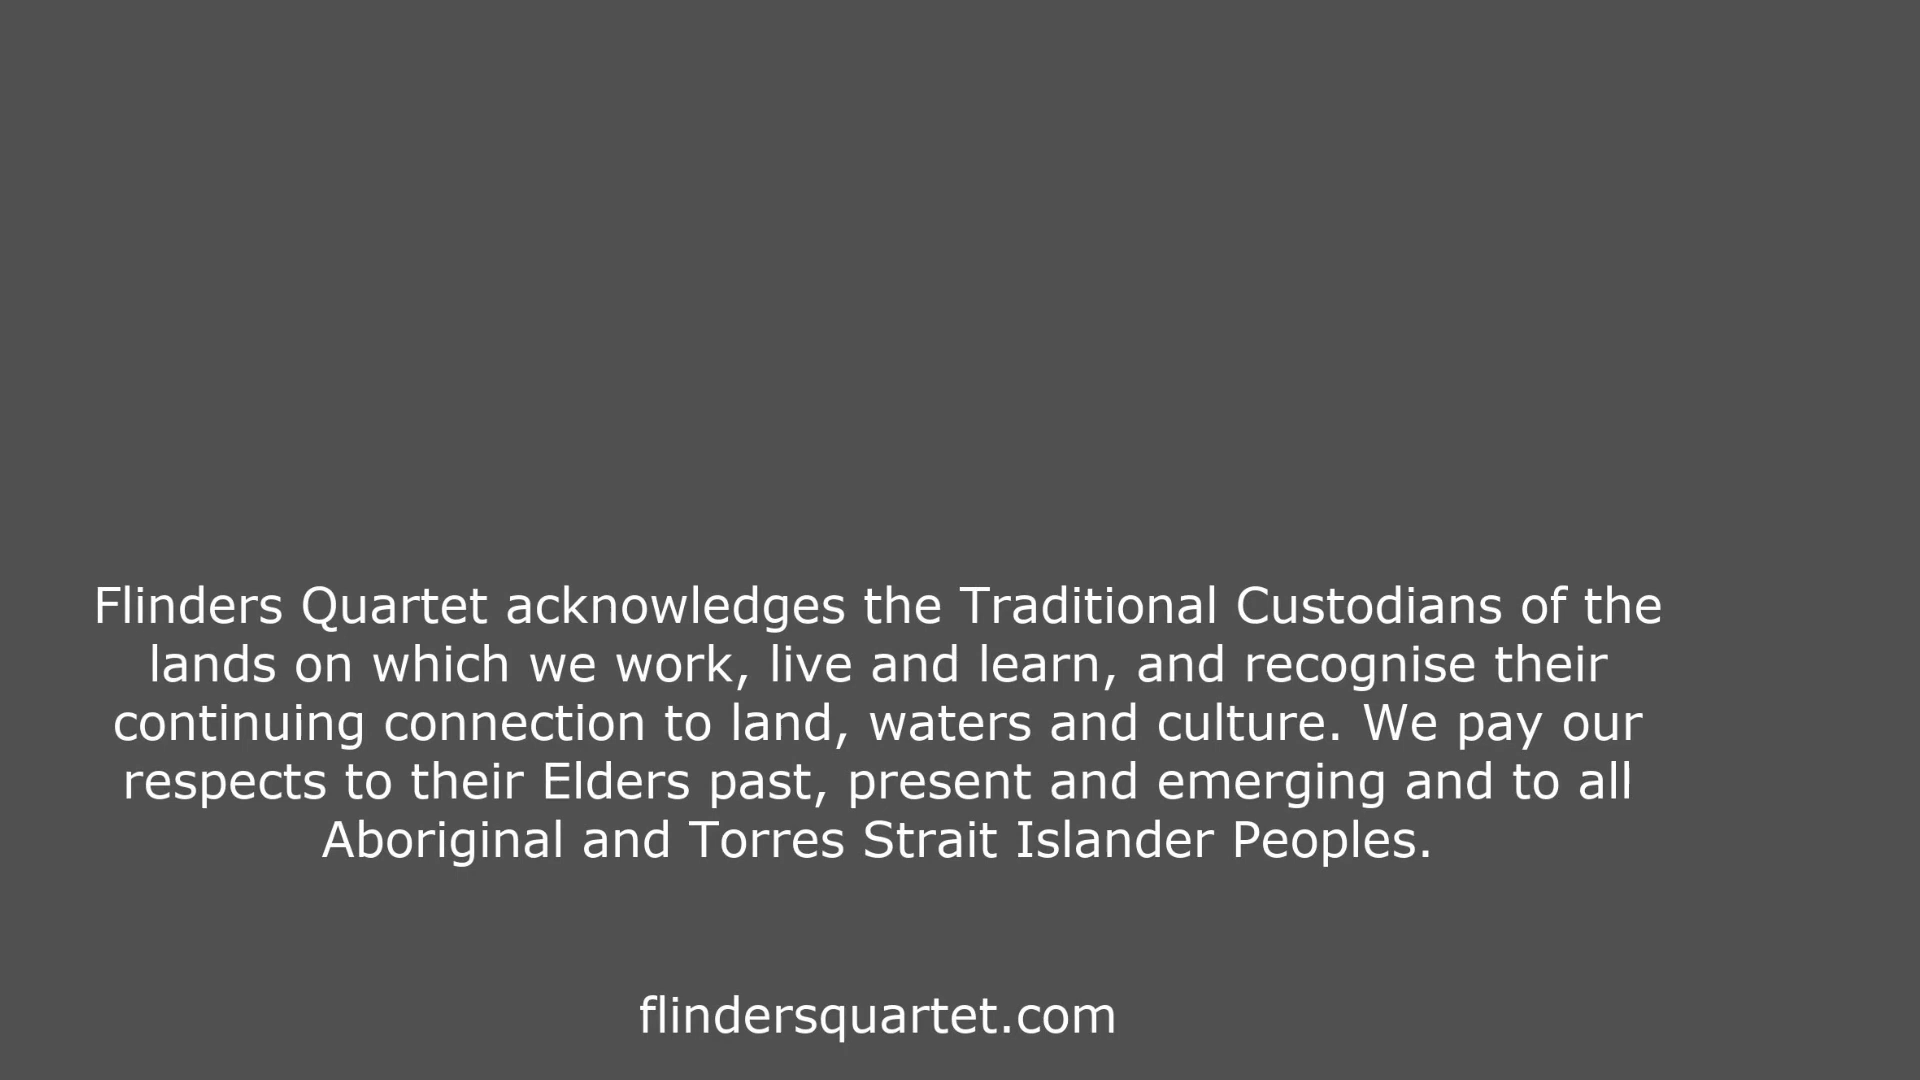 Flinders Quartet acknowledges the Traditional Custodians of the
lands on which we work, live and learn, and recognise their
continuing connection to land, waters and culture. We pay our
respects to their Elders past, present and emerging and to all
Aboriginal and Torres Strait Islander Peoples.
flindersquartet.com